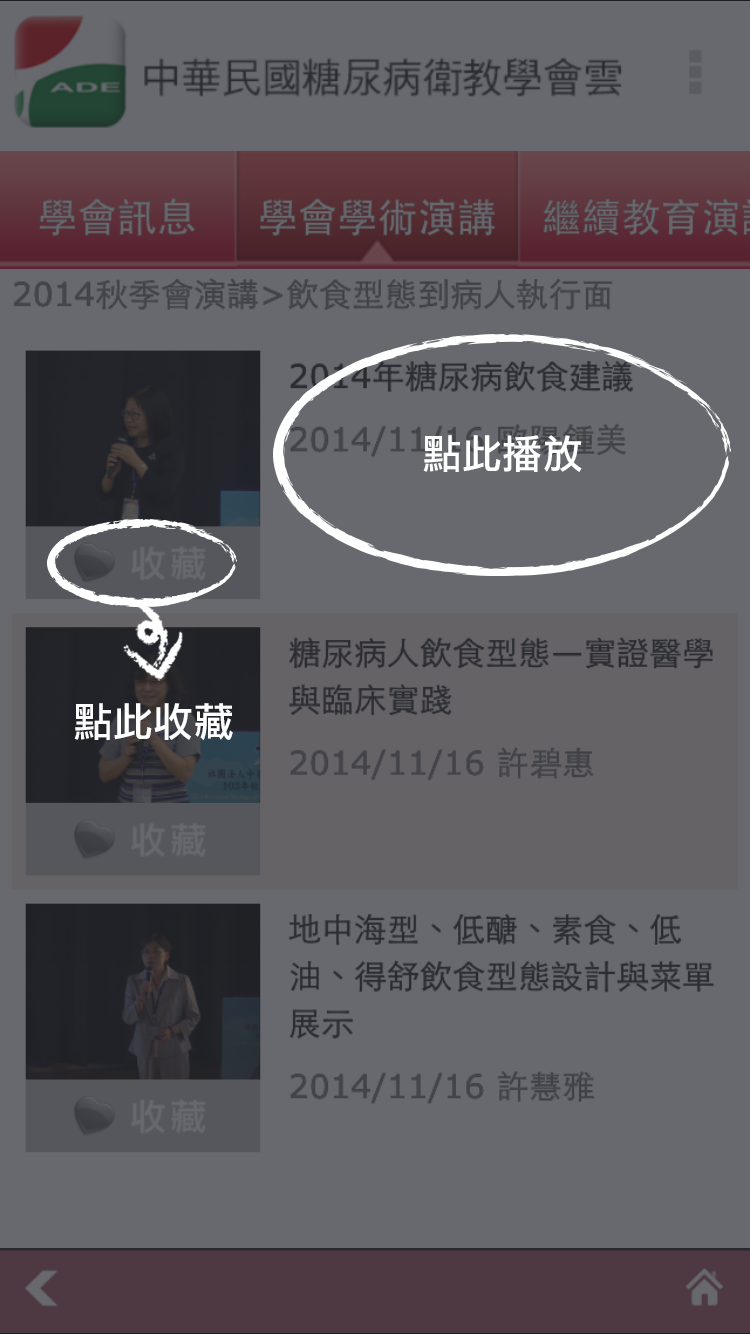 ADE
中華民國糖尿病衛教學會雲
學會訊息
學會學術演講
繼續教育演
2014秋季會演講>飲食型態到病人執行面
2014年糖尿病飲食建議
2014/11/16 歐陽鍾美
點此播放
收藏
糖尿病人飲食型態—實證醫學
與臨床實踐
2014/11/16 許碧惠
點此收藏
收藏
地中海型、低醣、素食、低
油、得舒飲食型態設計與菜單
展示
2014/11/16 許慧雅
收藏